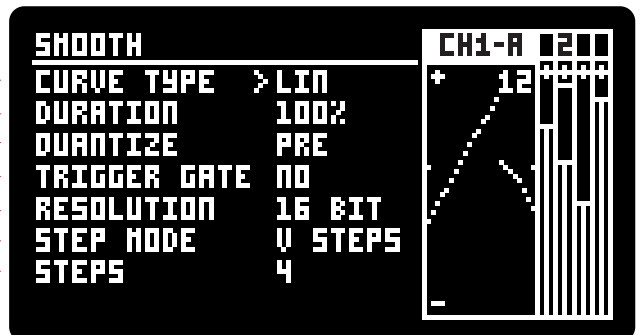 SMOOTH
CURVE TYPE >LIN
DURATION 100%
QUANTIZE PRE
TRIGGER GATE NO
RESOLUTION 16 BIT
STEP MODE V STEPS
STEPS 4
CH1-A 2
+ 12
-